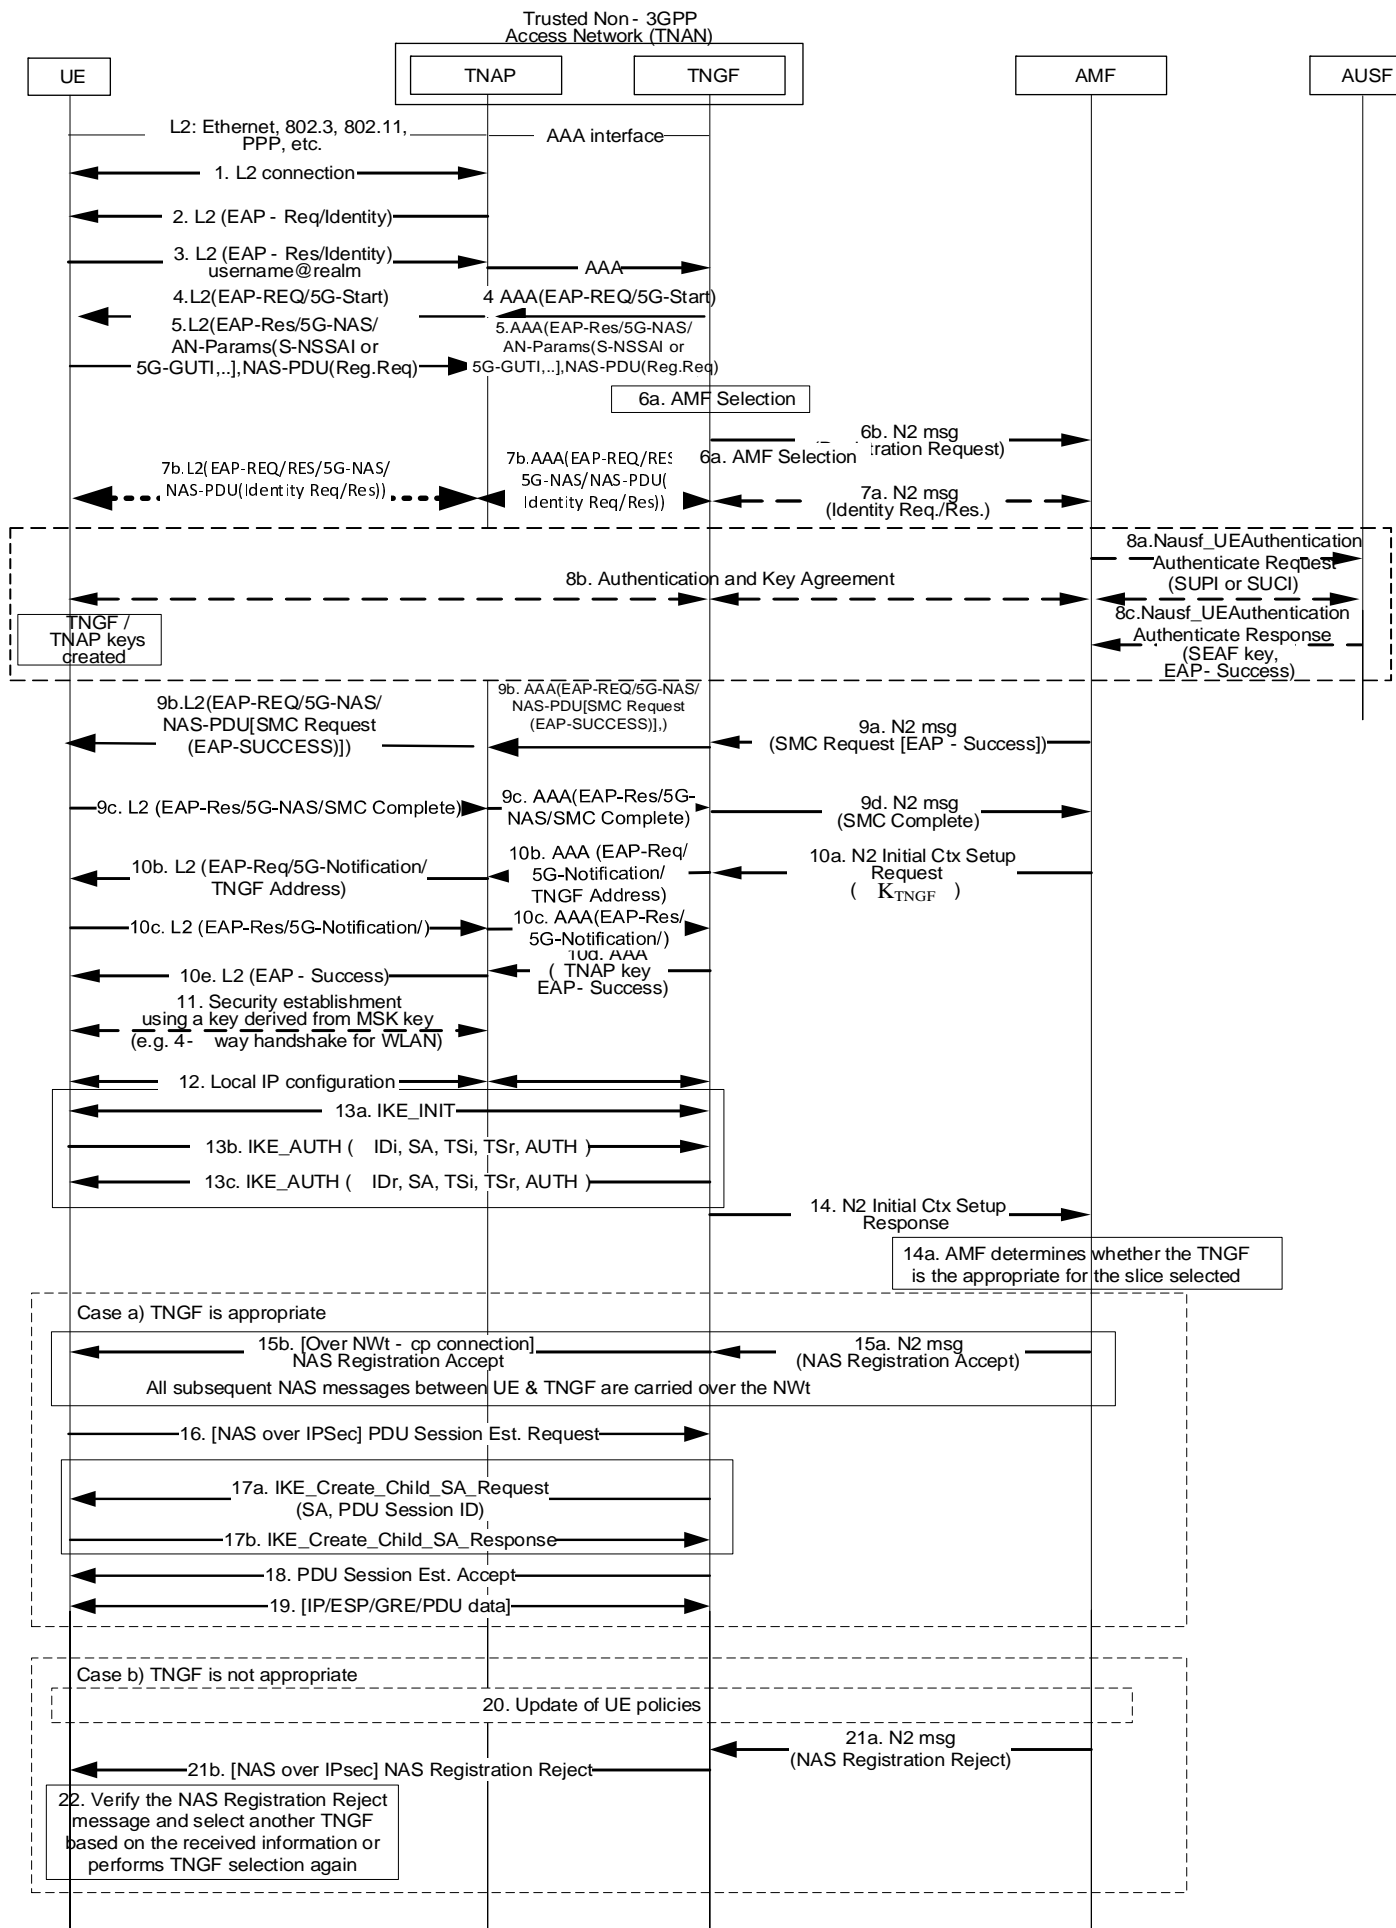 Trusted Non - 3GPP
Access Network (TNAN)
UE
TNAP
TNGF
AMF
AUSF
L2: Ethernet, 802.3, 802.11,
PPP, etc.
AAA interface
1. L2 connection
2. L2 (EAP - Req/Identity)
3. L2 (EAP - Res/Identity)
username@realm
AAA
4.L2(EAP-REQ/5G-Start)
4 AAA(EAP-REQ/5G-Start)
5.L2(EAP-Res/5G-NAS/
AN-Params(S-NSSAI or
5G-GUTI,..],NAS-PDU(Reg.Req)
5.AAA(EAP-Res/5G-NAS/
AN-Params(S-NSSAI or
5G-GUTI,..],NAS-PDU(Reg.Req)
6a. AMF Selection
6b. N2 msg
Request)
6a. AMF Selection
7b.L2(EAP-REQ/RES/5G-NAS/
NAS-PDU(Identity Req/Res))
7b.AAA(EAP-REQ/RES
5G-NAS/NAS-PDU(
Identity Req/Res))
7a. N2 msg
(Identity Req./Res.)
8a.Nausf_UEAuthentication
Authenticate Request
(SUPI or SUCI)
8b. Authentication and Key Agreement
8c.Nausf_UEAuthentication
Authenticate Response
(SEAF key,
EAP- Success)
TNGF /
TNAP keys
created
9b.L2(EAP-REQ/5G-NAS/
NAS-PDU[SMC Request
(EAP-SUCCESS)])
9b. AAA(EAP-REQ/5G-NAS/
NAS-PDU[SMC Request
(EAP-SUCCESS)],)
9a. N2 msg
(SMC Request [EAP - Success])
9c. L2 (EAP-Res/5G-NAS/SMC Complete)
9c. AAA(EAP-Res/5G-
NAS/SMC Complete)
9d. N2 msg
(SMC Complete)
10b. L2 (EAP-Req/5G-Notification/
TNGF Address)
10b. AAA (EAP-Req/
5G-Notification/
TNGF Address)
10a. N2 Initial Ctx Setup
Request
( K_TNGF )
10c. L2 (EAP-Res/5G-Notification/)
10c. AAA(EAP-Res/
5G-Notification/)
10d. AAA
( TNAP key
EAP- Success)
10e. L2 (EAP - Success)
11. Security establishment
using a key derived from MSK key
(e.g. 4- way handshake for WLAN)
12. Local IP configuration
13a. IKE_INIT
13b. IKE_AUTH ( IDi, SA, TSi, TSr, AUTH )
13c. IKE_AUTH ( IDr, SA, TSi, TSr, AUTH )
14. N2 Initial Ctx Setup
Response
14a. AMF determines whether the TNGF
is the appropriate for the slice selected
Case a) TNGF is appropriate
15b. [Over NWt - cp connection]
NAS Registration Accept
15a. N2 msg
(NAS Registration Accept)
All subsequent NAS messages between UE & TNGF are carried over the NWt
16. [NAS over IPSec] PDU Session Est. Request
17a. IKE_Create_Child_SA_Request
(SA, PDU Session ID)
17b. IKE_Create_Child_SA_Response
18. PDU Session Est. Accept
19. [IP/ESP/GRE/PDU data]
Case b) TNGF is not appropriate
20. Update of UE policies
21a. N2 msg
(NAS Registration Reject)
21b. [NAS over IPsec] NAS Registration Reject
22. Verify the NAS Registration Reject
message and select another TNGF
based on the received information or
performs TNGF selection again